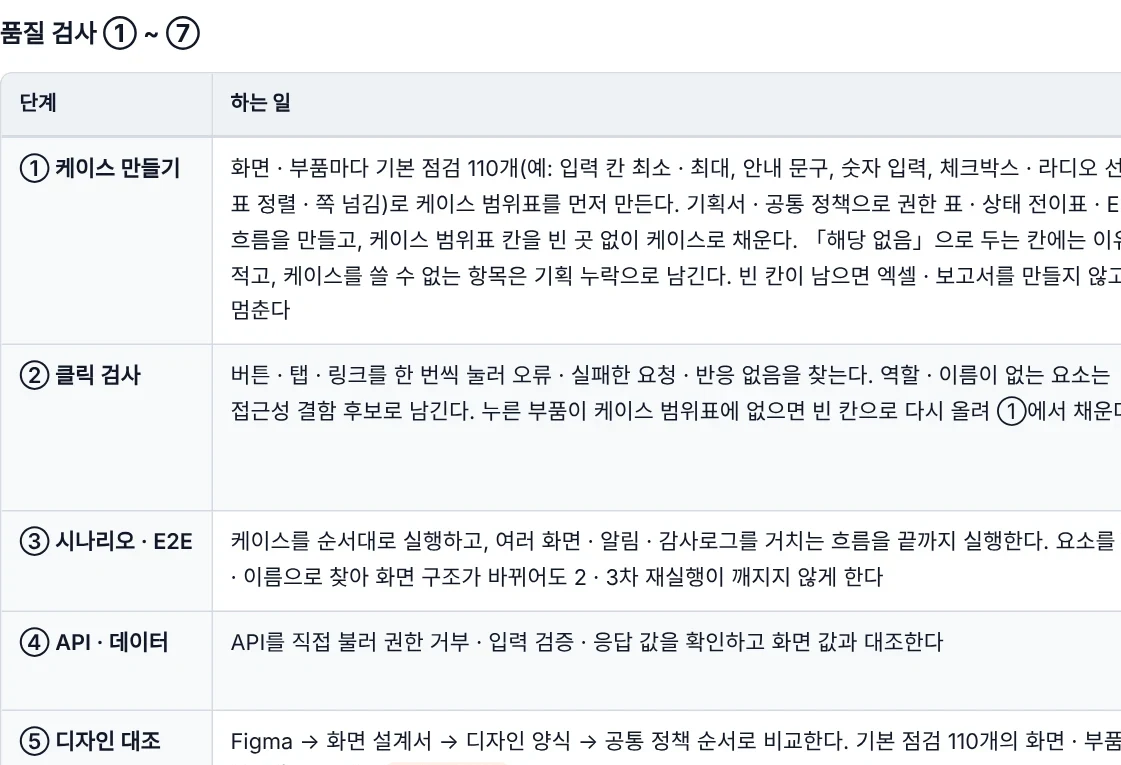 품질 검사 ① ~ ⑦
단계
하는 일
① 케이스 만들기
화면 · 부품마다 기본 점검 110개(예: 입력 칸 최소 · 최대, 안내 문구, 숫자 입력, 체크박스 · 라디오 선
표 정렬 · 쪽 넘김)로 케이스 범위표를 먼저 만든다. 기획서 · 공통 정책으로 권한 표 · 상태 전이표 · E
흐름을 만들고, 케이스 범위표 칸을 빈 곳 없이 케이스로 채운다. 「해당 없음」으로 두는 칸에는
적고, 케이스를 쓸 수 없는 항목은 기획 누락으로 남긴다. 빈 칸이 남으면 엑셀 · 보고서를 만들지 않고
멈춘다
② 클릭 검사
버튼 · 탭 · 링크를 한 번씩 눌러 오류 · 실패한 요청 · 반응 없음을 찾는다. 역할 · 이름이 없는 요소는
접근성 결함 후보로 남긴다. 누른 부품이 케이스 범위표에 없으면 빈 칸으로 다시 올려 ①에서
③ 시나리오 · E2E
케이스를 순서대로 실행하고, 여러 화면 · 알림 · 감사로그를 거치는 흐름을 끝까지 실행한다. 요소를
· 이름으로 찾아 화면 구조가 바뀌어도 2 · 3차 재실행이 깨지지 않게 한다
④ API · 데이터
API를 직접 불러 권한 거부 · 입력 검증 · 응답 값을 확인하고 화면 값과 대조한다
⑤ 디자인 대조
Figma → 화면 설계서 → 디자인 양식 → 공통 정책 순서로 비교한다. 기본 점검 110개의 화면 · 부품